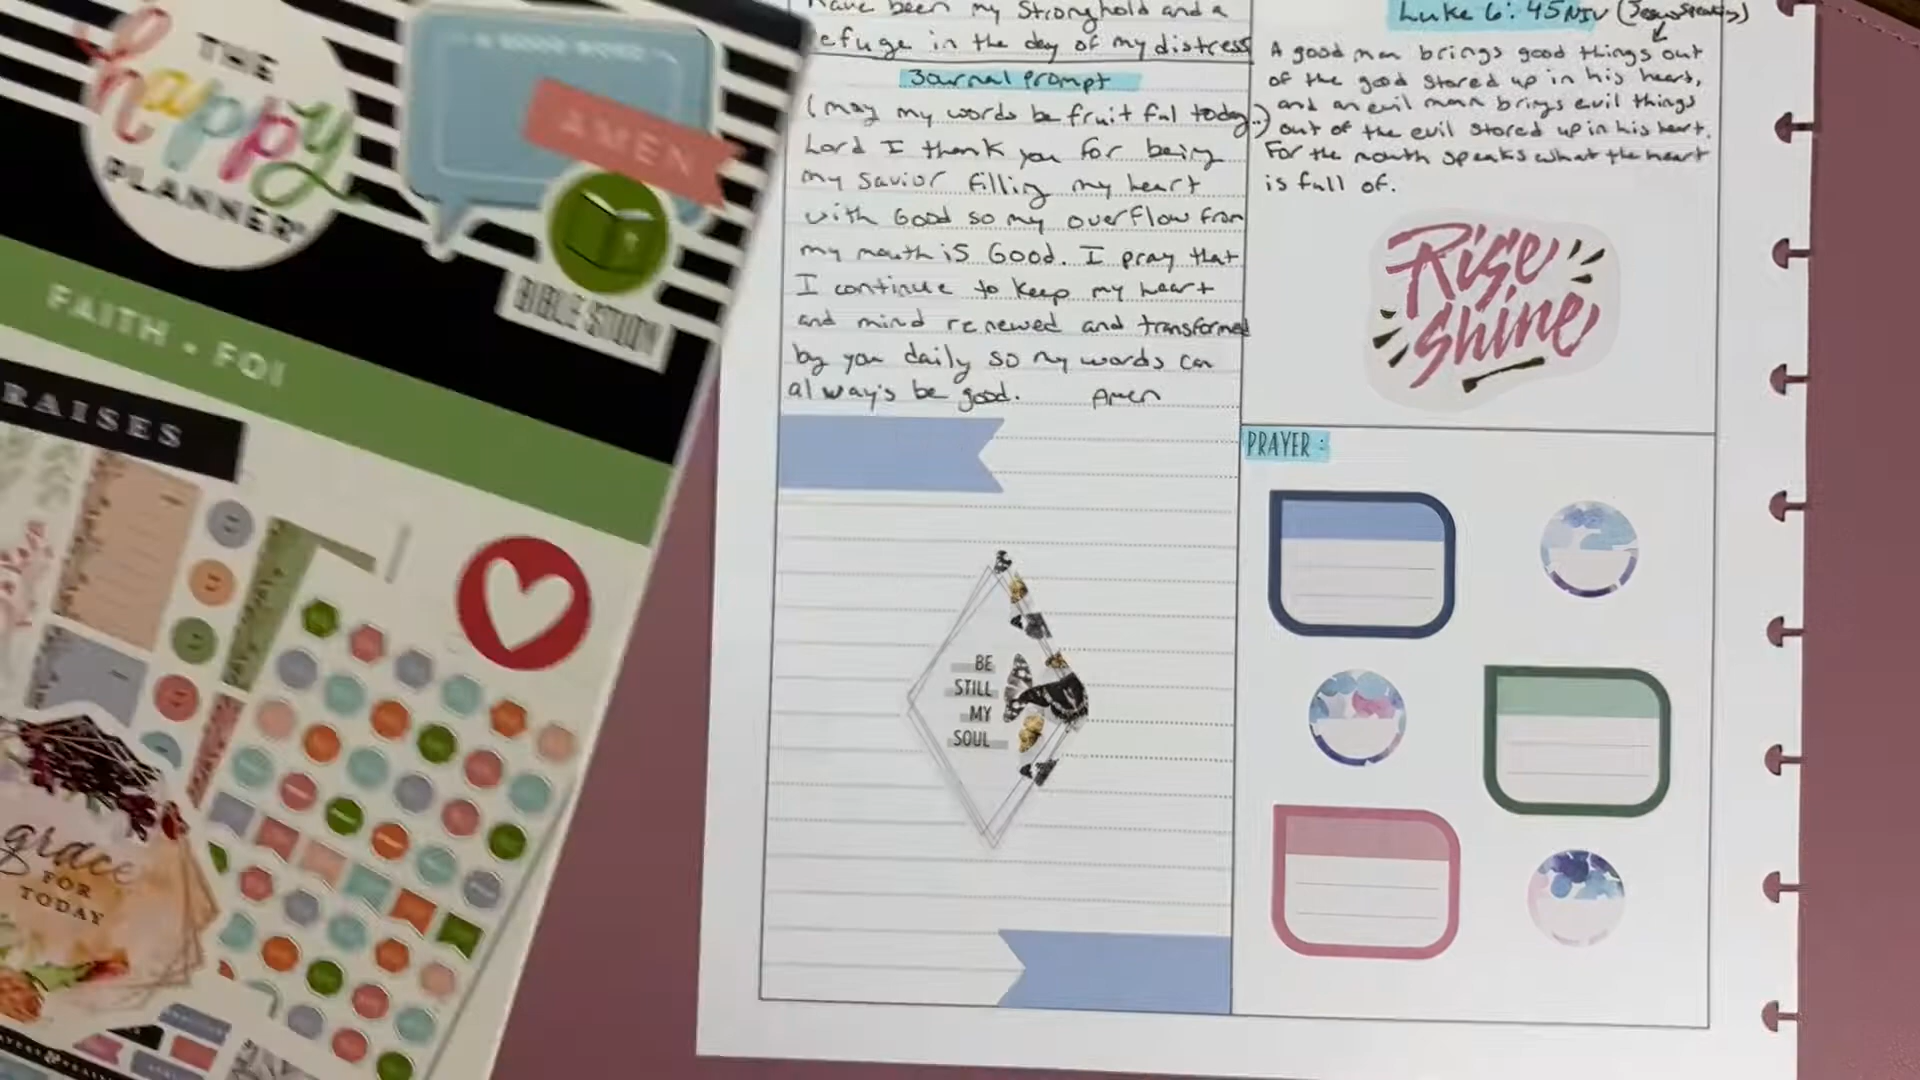 THE
happy
PLANNER®
A GOOD WORD
AMEN
BIBLE STUDY
FAITH • FOI
RAISES
grace
FOR
TODAY
have been my stronghold and a
refuge in the day of my distress
Journal Prompt
(may my words be fruitful today..)
Lord I thank you for being
my savior filling my heart
with Good so my overflow from
my mouth is Good. I pray that
I continue to keep my heart
and mind renewed and transformed
by you daily so my words can
always be good. Amen
BE
STILL
MY
SOUL
Luke 6:45 NIV (Jesus speaking)
A good man brings good things out
of the good stored up in his heart,
and an evil man brings evil things
out of the evil stored up in his heart.
For the mouth speaks what the heart
is full of.
Rise
Shine
PRAYER: